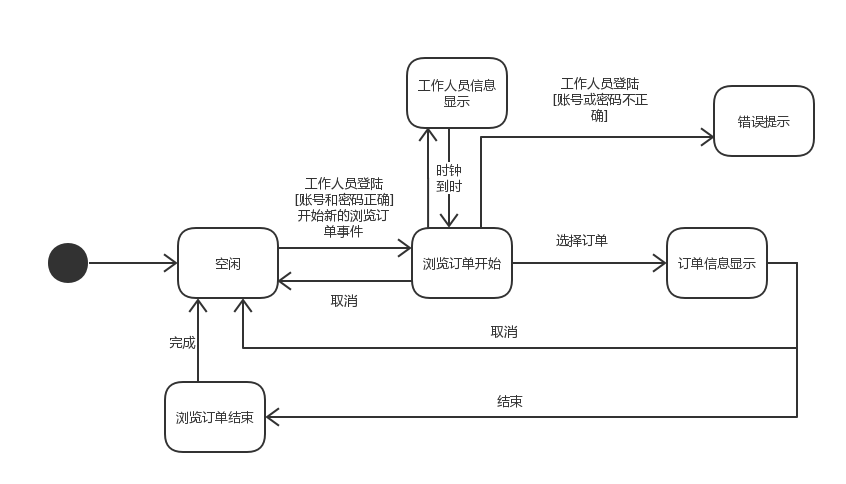 工作人员信息
显示
工作人员登陆
[账号或密码不正
确]
错误提示
时钟
到时
工作人员登陆
[账号和密码正确]
开始新的浏览订
单事件
空闲
浏览订单开始
选择订单
订单信息显示
取消
取消
完成
结束
浏览订单结束